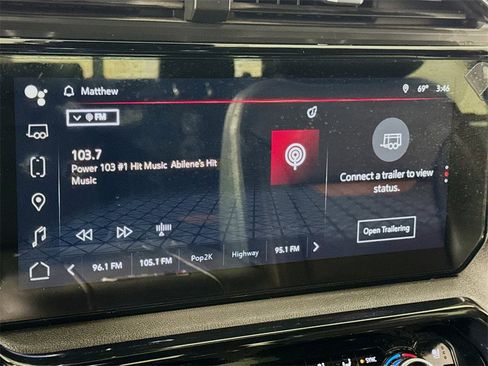 Matthew
69° 3:46
FM
103.7
Power 103 #1 Hit Music Abilene's Hit
Music
Connect a trailer to view
status.
Open Trailering
96.1 FM 105.1 FM Pop2K Highway 95.1 FM
SYNC